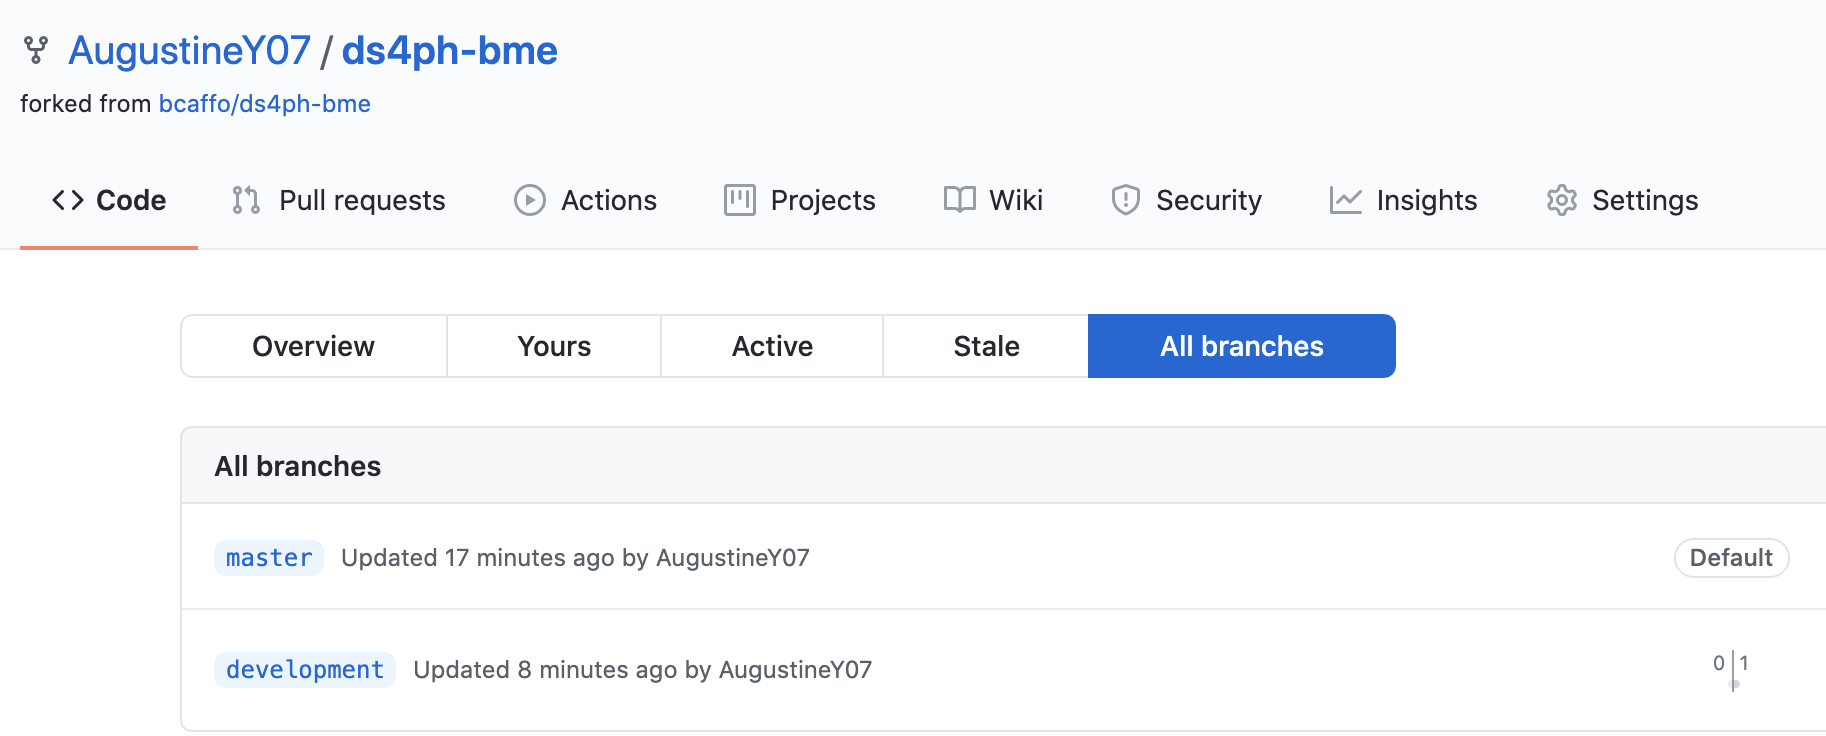 AugustineY07 / ds4ph-bme
forked from bcaffo/ds4ph-bme
Code Pull requests Actions Projects Wiki Security Insights Settings
Overview Yours Active Stale All branches
All branches
master Updated 17 minutes ago by AugustineY07 Default
development Updated 8 minutes ago by AugustineY07 0 1